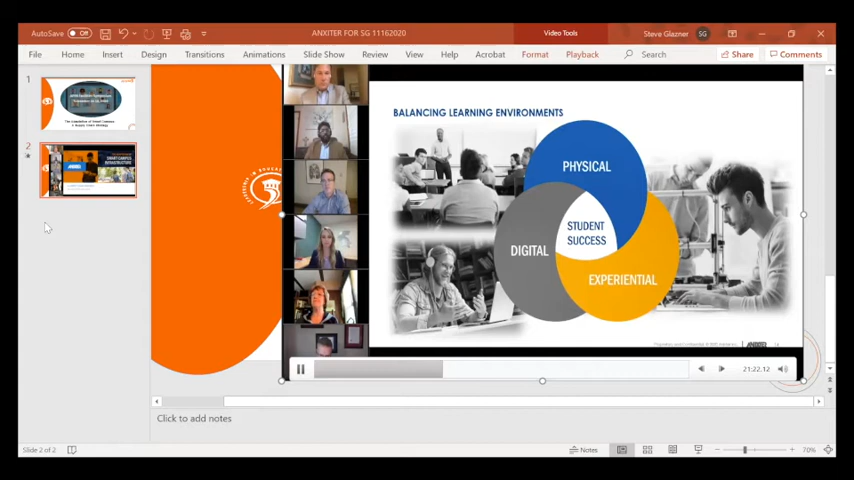 AutoSave Off
ANXITER FOR SG 11162020
Video Tools
Steve Glazner SG
File Home Insert Design Transitions Animations Slide Show Review View Help Acrobat Format Playback Search Share Comments
1
2
BALANCING LEARNING ENVIRONMENTS
PHYSICAL
STUDENT
SUCCESS
DIGITAL
EXPERIENTIAL
21:22.12
Click to add notes
Slide 2 of 2
Notes
70%